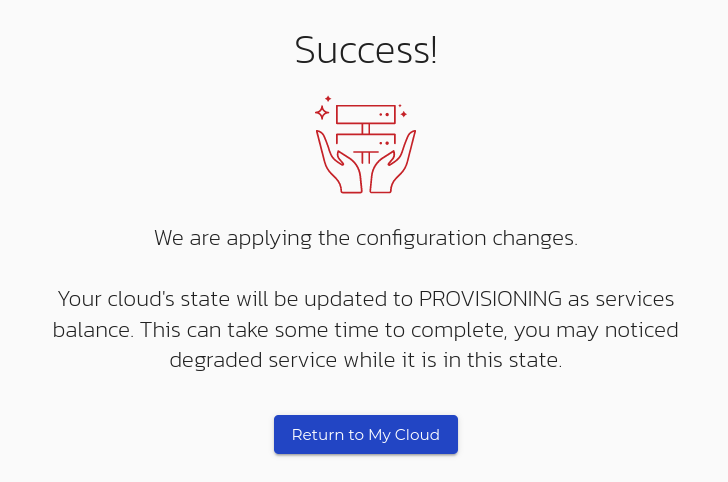 Success!
We are applying the configuration changes.
Your cloud's state will be updated to PROVISIONING as services
balance. This can take some time to complete, you may noticed
degraded service while it is in this state.
Return to My Cloud